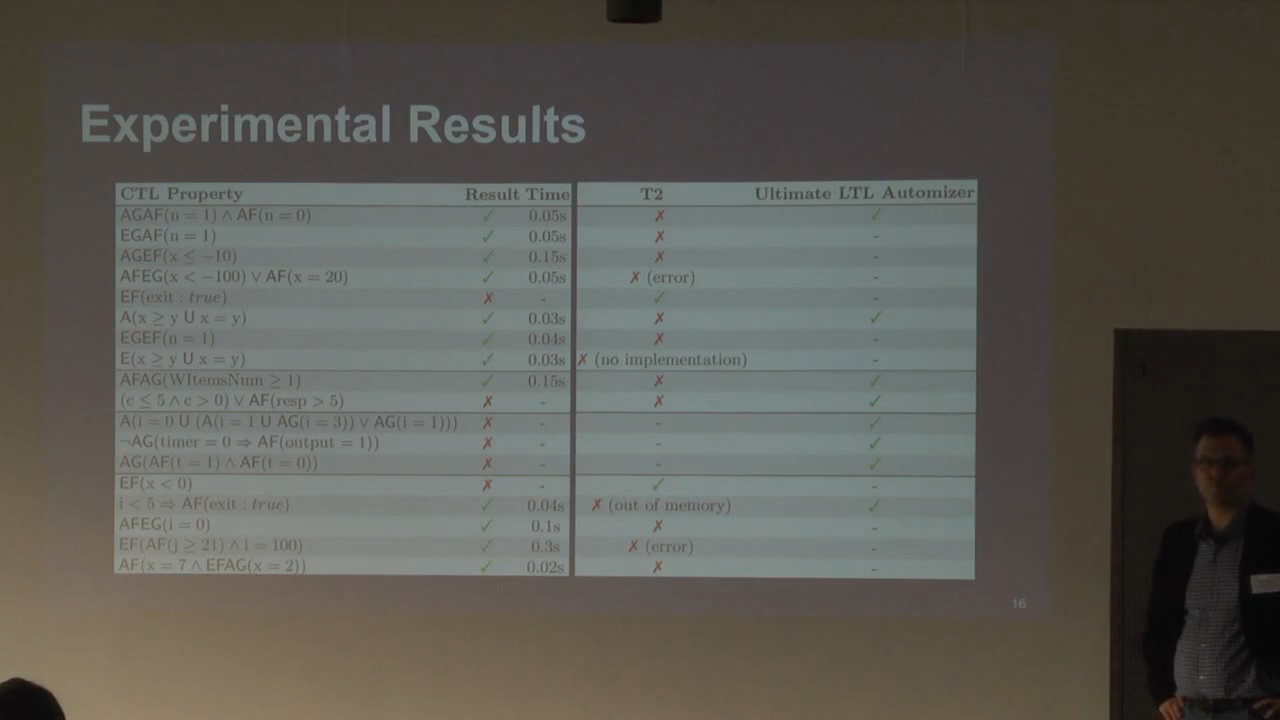 Experimental Results
CTL Property Result Time T2 Ultimate LTL Automizer
AGAF(n = 1) ∧ AF(n = 0) ✓ 0.05s ✗ ✓
EGAF(n = 1) ✓ 0.05s ✗ -
AGEF(x ≤ −10) ✓ 0.15s ✗ -
AFEG(x < −100) ∨ AF(x = 20) ✓ 0.05s ✗ (error) -
EF(exit : true) ✗ - ✓ -
A(x ≥ y U x = y) ✓ 0.03s ✗ ✓
EGEF(n = 1) ✓ 0.04s ✗ -
E(x ≥ y U x = y) ✓ 0.03s ✗ (no implementation) -
AFAG(WItemsNum ≥ 1) ✓ 0.15s ✗ ✓
(c ≤ 5 ∧ c > 0) ∨ AF(resp > 5) ✗ - ✗ ✓
A(i = 0 U (A(i = 1 U AG(i = 3)) ∨ AG(i = 1))) ✗ - - ✓
¬AG(timer = 0 ⇒ AF(output = 1)) ✗ - - ✓
AG(AF(t = 1) ∧ AF(t = 0)) ✗ - - ✓
EF(x < 0) ✗ - ✓ -
i < 5 ⇒ AF(exit : true) ✓ 0.04s ✗ (out of memory) ✓
AFEG(i = 0) ✓ 0.1s ✗ -
EF(AF(j ≥ 21) ∧ i = 100) ✓ 0.3s ✗ (error) -
AF(x = 7 ∧ EFAG(x = 2)) ✓ 0.02s ✗ -
16